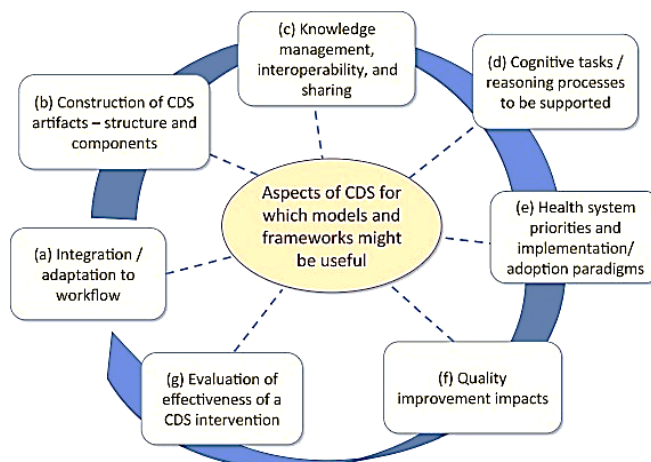 (c) Knowledge
management,
interoperability, and
sharing
(d) Cognitive tasks /
reasoning processes
to be supported
(b) Construction of CDS
artifacts – structure and
components
Aspects of CDS for
which models and
frameworks might
be useful
(e) Health system
priorities and
implementation/
adoption paradigms
(a) Integration /
adaptation to
workflow
(g) Evaluation of
effectiveness of a
CDS intervention
(f) Quality
improvement impacts